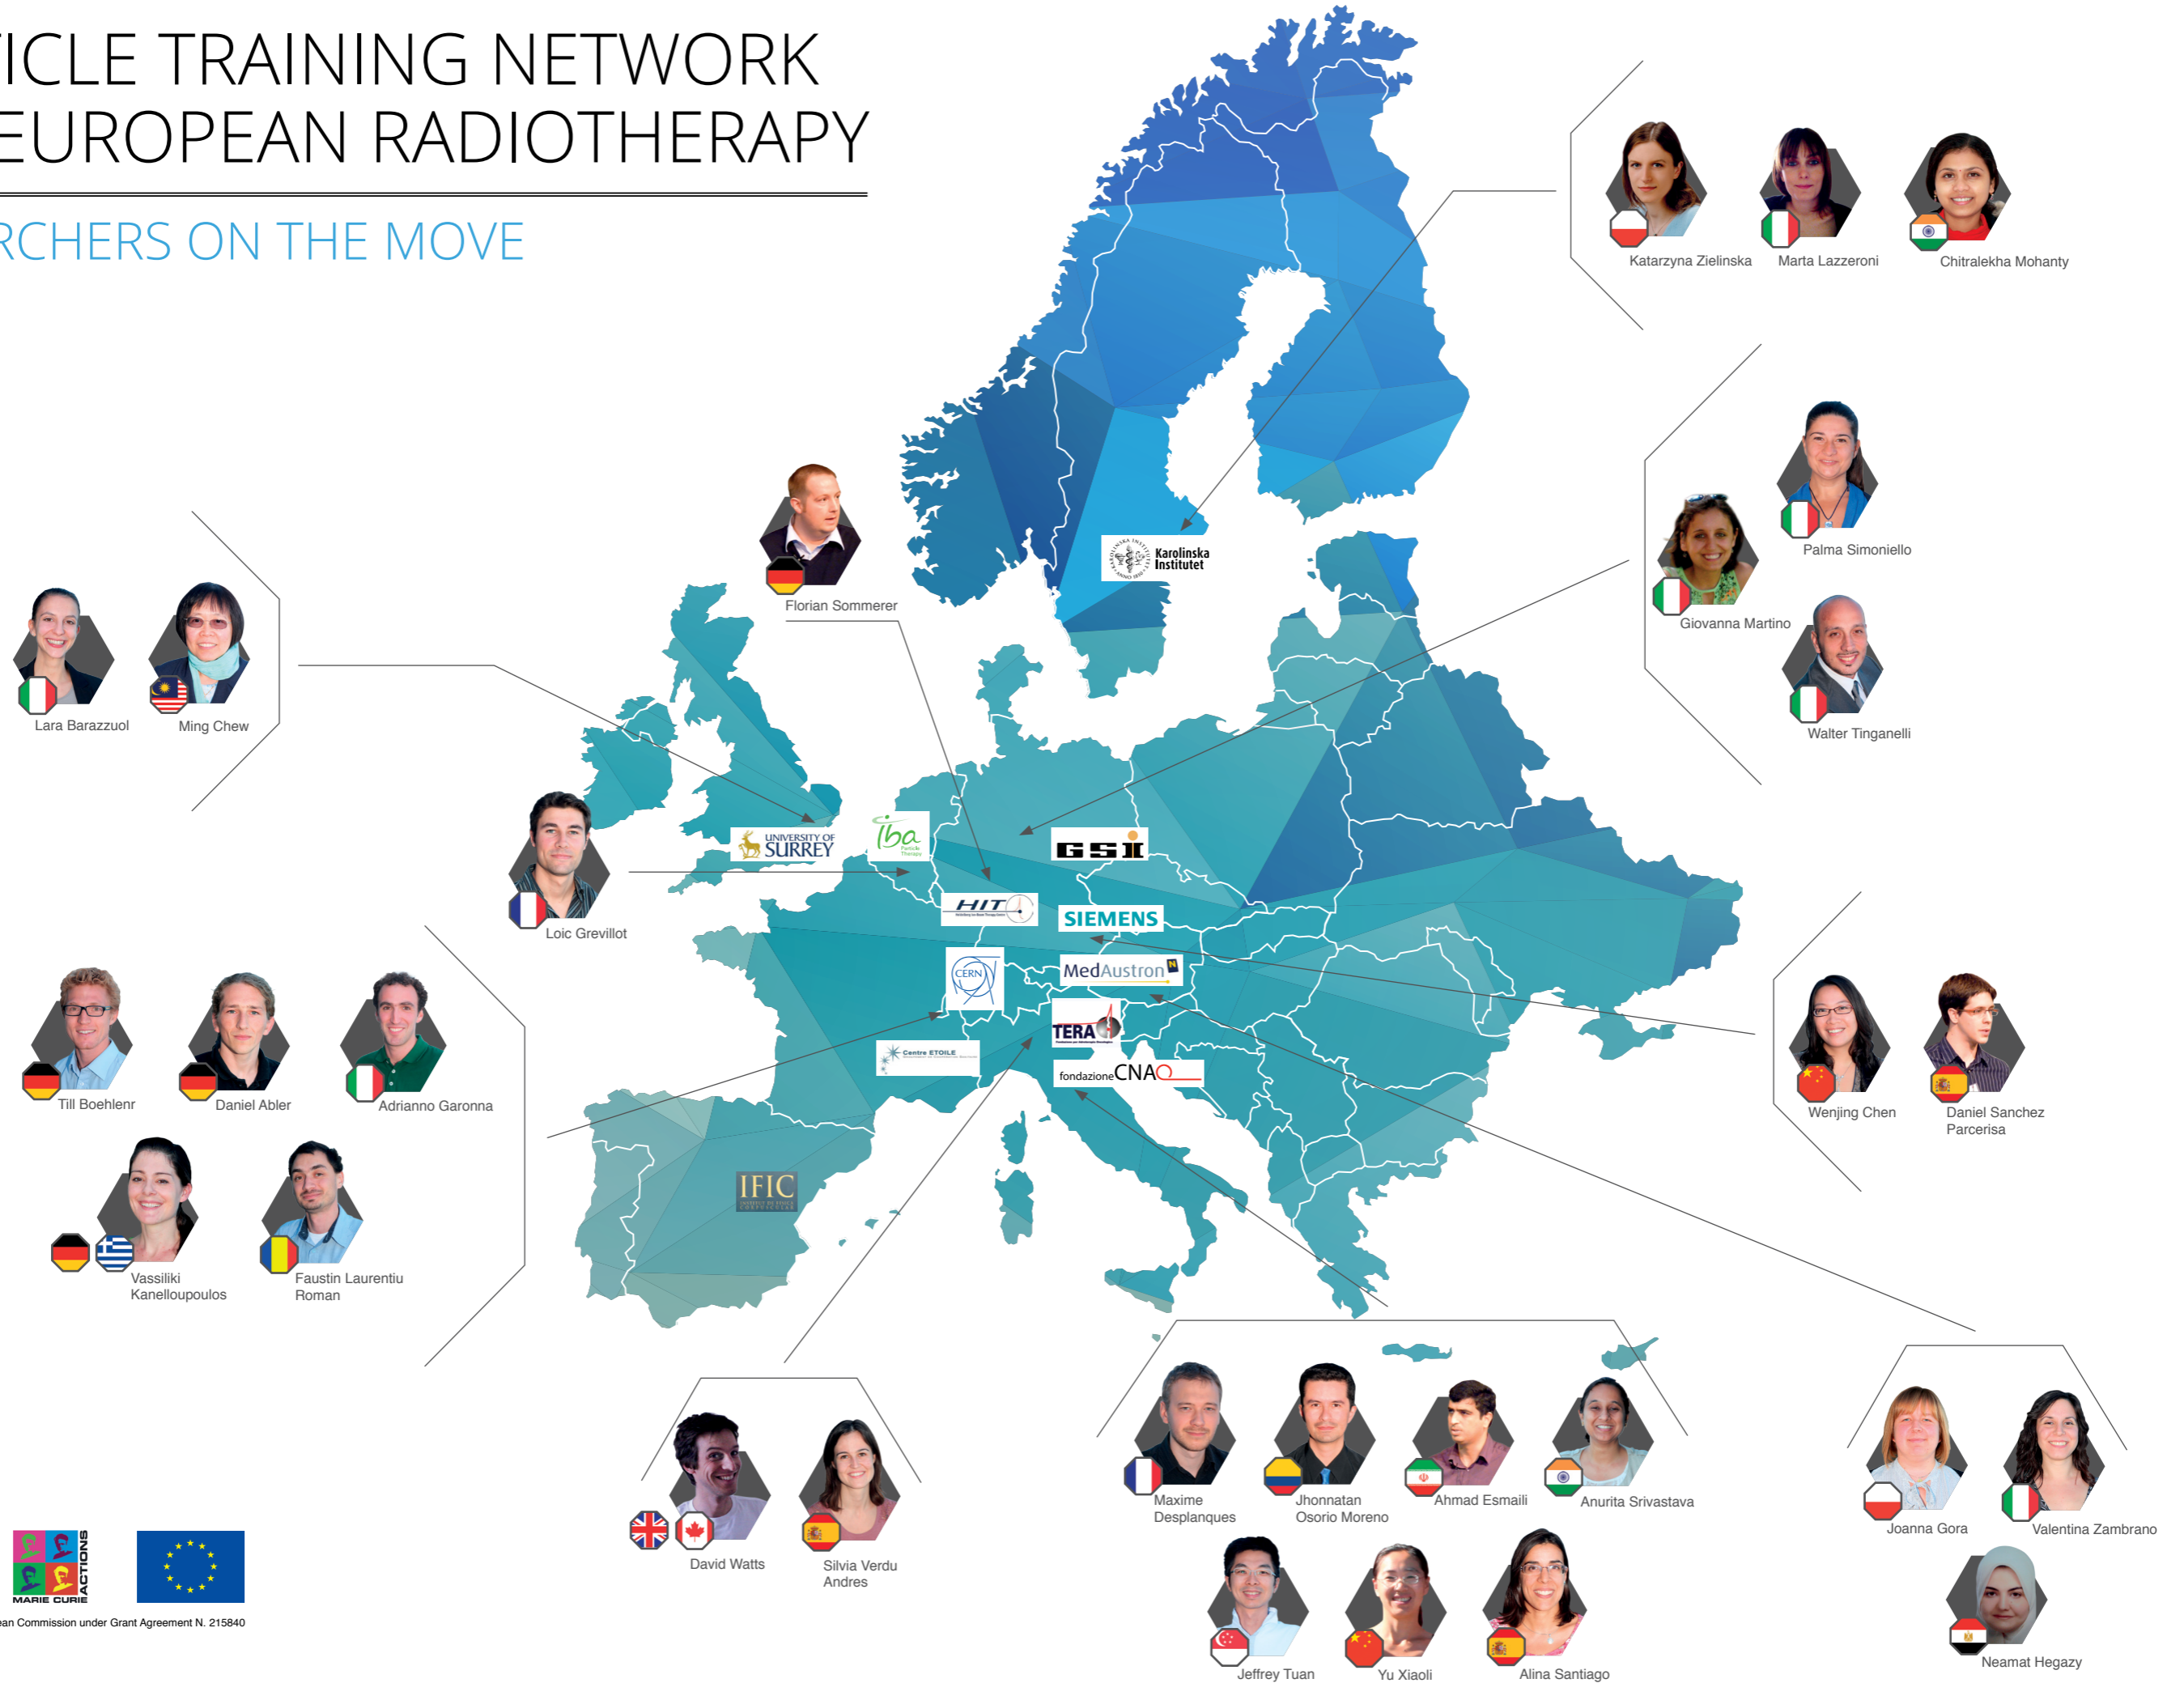 TICLE TRAINING NETWORK
EUROPEAN RADIOTHERAPY
RCHERS ON THE MOVE
Katarzyna Zielinska
Marta Lazzeroni
Chitralekha Mohanty
Palma Simoniello
Giovanna Martino
Walter Tinganelli
Florian Sommerer
Karolinska
Institutet
Lara Barazzuol
Ming Chew
Loic Grevillot
UNIVERSITY OF
SURREY
iba
Particle
Therapy
GSI
HIT
SIEMENS
CERN
MedAustron N
TERA
Centre ETOILE
fondazioneCNAO
IFIC
Till Boehlenr
Daniel Abler
Adrianno Garonna
Vassiliki
Kanelloupoulos
Faustin Laurentiu
Roman
Wenjing Chen
Daniel Sanchez
Parcerisa
David Watts
Silvia Verdu
Andres
Maxime
Desplanques
Jhonnatan
Osorio Moreno
Ahmad Esmaili
Anurita Srivastava
Jeffrey Tuan
Yu Xiaoli
Alina Santiago
Joanna Gora
Valentina Zambrano
Neamat Hegazy
MARIE CURIE
ACTIONS
ean Commission under Grant Agreement N. 215840